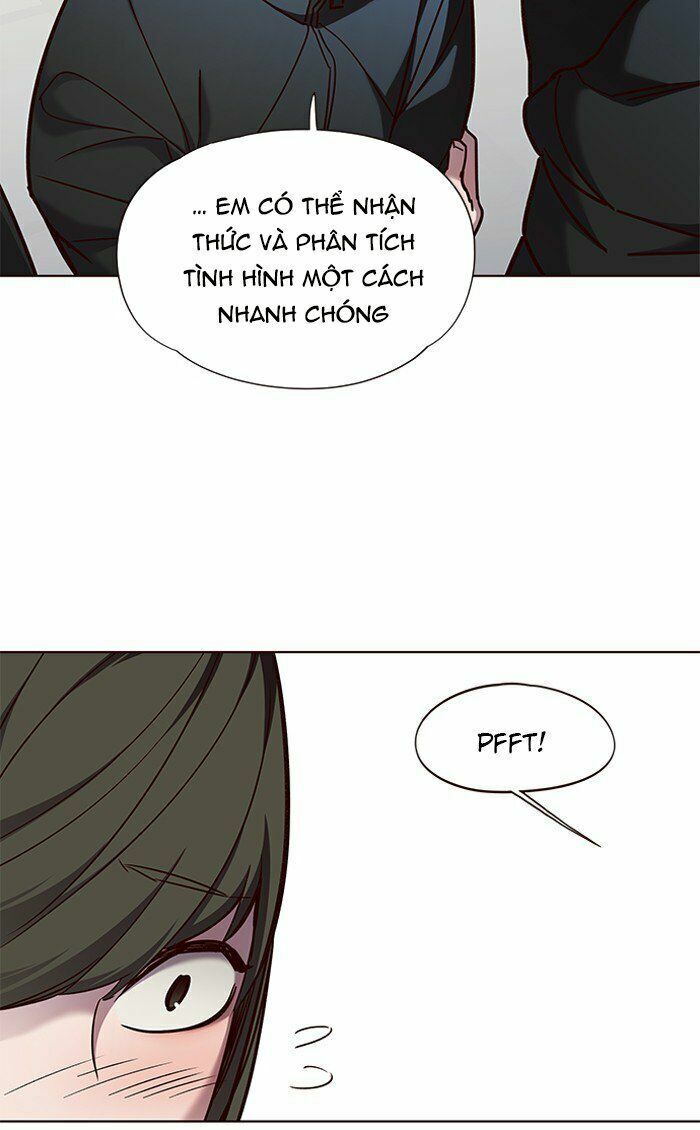 ... EM CÓ THỂ NHẬN
THỨC VÀ PHÂN TÍCH
TÌNH HÌNH MỘT CÁCH
NHANH CHÓNG
PFFT!